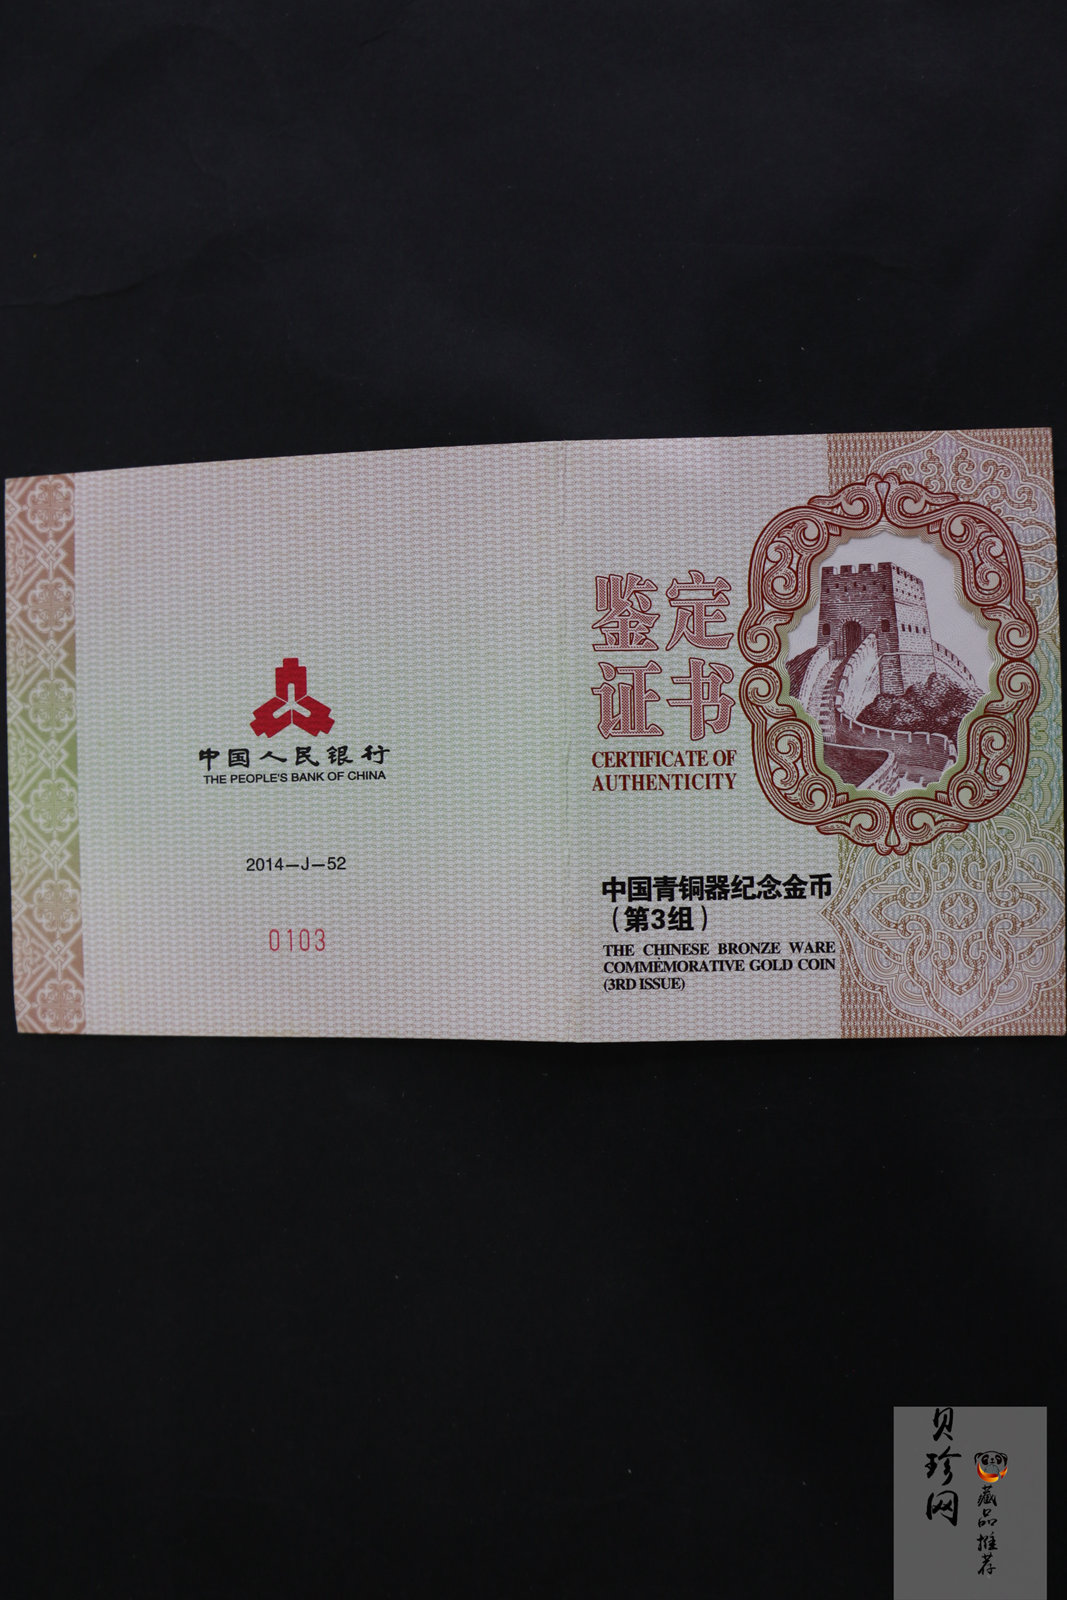 中国人民银行
THE PEOPLE'S BANK OF CHINA
2014—J—52
0103
鉴定
证书
CERTIFICATE OF
AUTHENTICITY
中国青铜器纪念金币
（第3组）
THE CHINESE BRONZE WARE
COMMEMORATIVE GOLD COIN
(3RD ISSUE)
贝珍网
藏品推荐